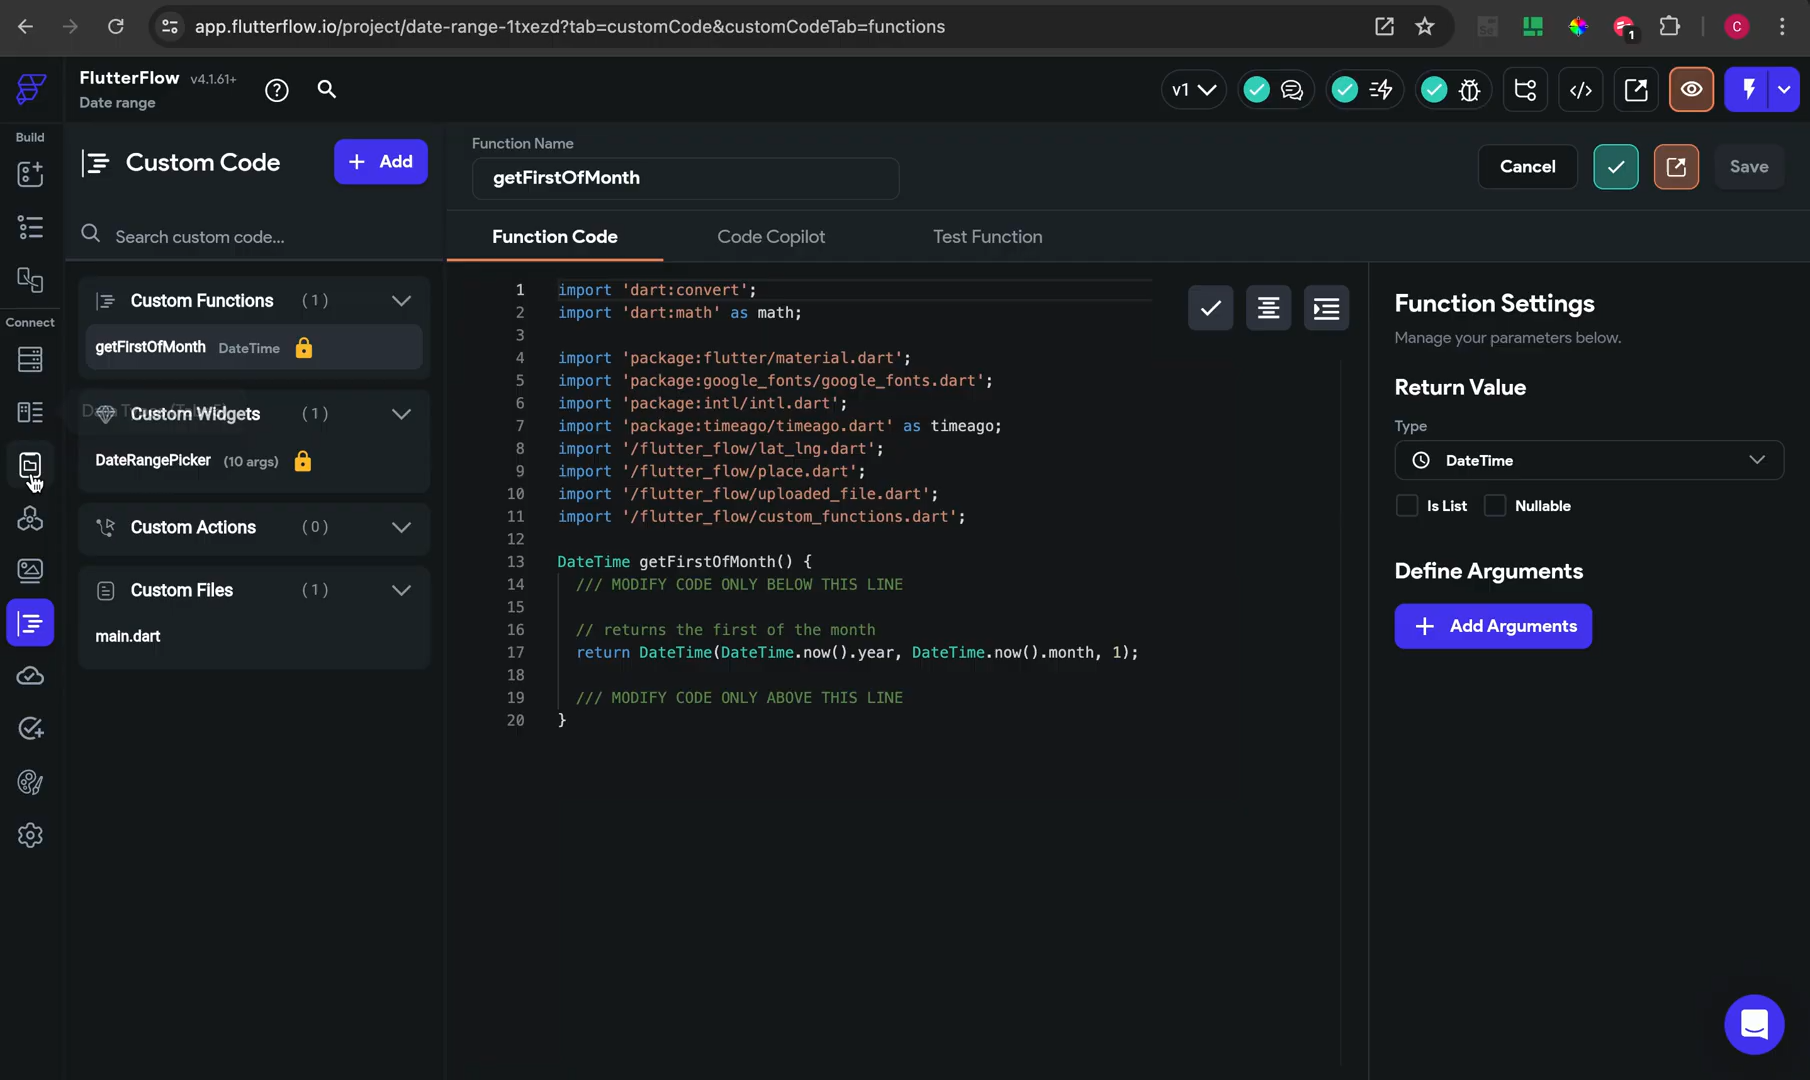 app.flutterflow.io/project/date-range-1txezd?tab=customCode&customCodeTab=functions
1
C
FlutterFlow v4.1.61+
Date range
v1
Build
Connect
Custom Code
+ Add
Search custom code...
Custom Functions (1)
getFirstOfMonth DateTime
Custom Widgets (1)
DateRangePicker (10 args)
Custom Actions (0)
Custom Files (1)
main.dart
Function Name
getFirstOfMonth
Cancel
Save
Function Code
Code Copilot
Test Function
1 import 'dart:convert';
2 import 'dart:math' as math;
3
4 import 'package:flutter/material.dart';
5 import 'package:google_fonts/google_fonts.dart';
6 import 'package:intl/intl.dart';
7 import 'package:timeago/timeago.dart' as timeago;
8 import '/flutter_flow/lat_lng.dart';
9 import '/flutter_flow/place.dart';
10 import '/flutter_flow/uploaded_file.dart';
11 import '/flutter_flow/custom_functions.dart';
12
13 DateTime getFirstOfMonth() {
14 /// MODIFY CODE ONLY BELOW THIS LINE
15
16 // returns the first of the month
17 return DateTime(DateTime.now().year, DateTime.now().month, 1);
18
19 /// MODIFY CODE ONLY ABOVE THIS LINE
20 }
Function Settings
Manage your parameters below.
Return Value
Type
DateTime
Is List
Nullable
Define Arguments
+ Add Arguments